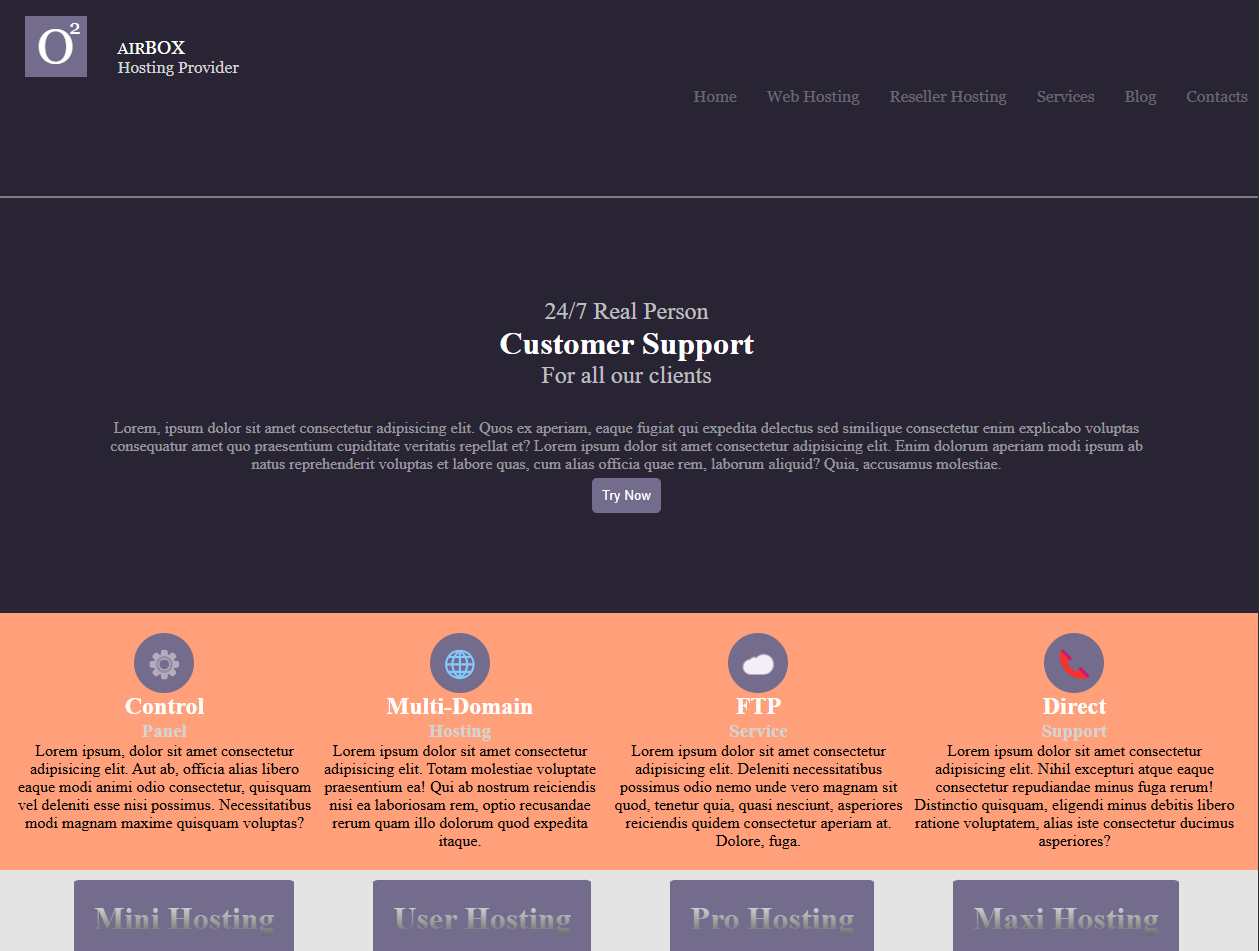 O²
AIRBOX
Hosting Provider
Home Web Hosting Reseller Hosting Services Blog Contacts
24/7 Real Person
Customer Support
For all our clients
Lorem, ipsum dolor sit amet consectetur adipisicing elit. Quos ex aperiam, eaque fugiat qui expedita delectus sed similique consectetur enim explicabo voluptas
consequatur amet quo praesentium cupiditate veritatis repellat et? Lorem ipsum dolor sit amet consectetur adipisicing elit. Enim dolorum aperiam modi ipsum ab
natus reprehenderit voluptas et labore quas, cum alias officia quae rem, laborum aliquid? Quia, accusamus molestiae.
Try Now
Control
Panel
Lorem ipsum, dolor sit amet consectetur
adipisicing elit. Aut ab, officia alias libero
eaque modi animi odio consectetur, quisquam
vel deleniti esse nisi possimus. Necessitatibus
modi magnam maxime quisquam voluptas?
Multi-Domain
Hosting
Lorem ipsum dolor sit amet consectetur
adipisicing elit. Totam molestiae voluptate
praesentium ea! Qui ab nostrum reiciendis
nisi ea laboriosam rem, optio recusandae
rerum quam illo dolorum quod expedita
itaque.
FTP
Service
Lorem ipsum dolor sit amet consectetur
adipisicing elit. Deleniti necessitatibus
possimus odio nemo unde vero magnam sit
quod, tenetur quia, quasi nesciunt, asperiores
reiciendis quidem consectetur aperiam at.
Dolore, fuga.
Direct
Support
Lorem ipsum dolor sit amet consectetur
adipisicing elit. Nihil excepturi atque eaque
consectetur repudiandae minus fuga rerum!
Distinctio quisquam, eligendi minus debitis libero
ratione voluptatem, alias iste consectetur ducimus
asperiores?
Mini Hosting
User Hosting
Pro Hosting
Maxi Hosting